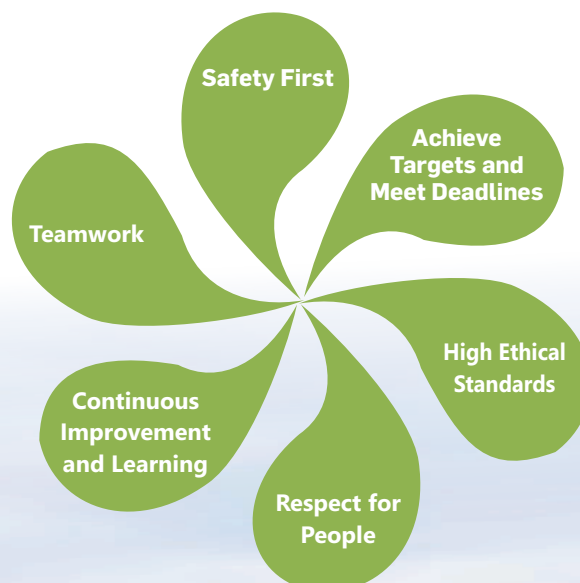 Safety First
Achieve
Targets and
Meet Deadlines
High Ethical
Standards
Respect for
People
Continuous
Improvement
and Learning
Teamwork